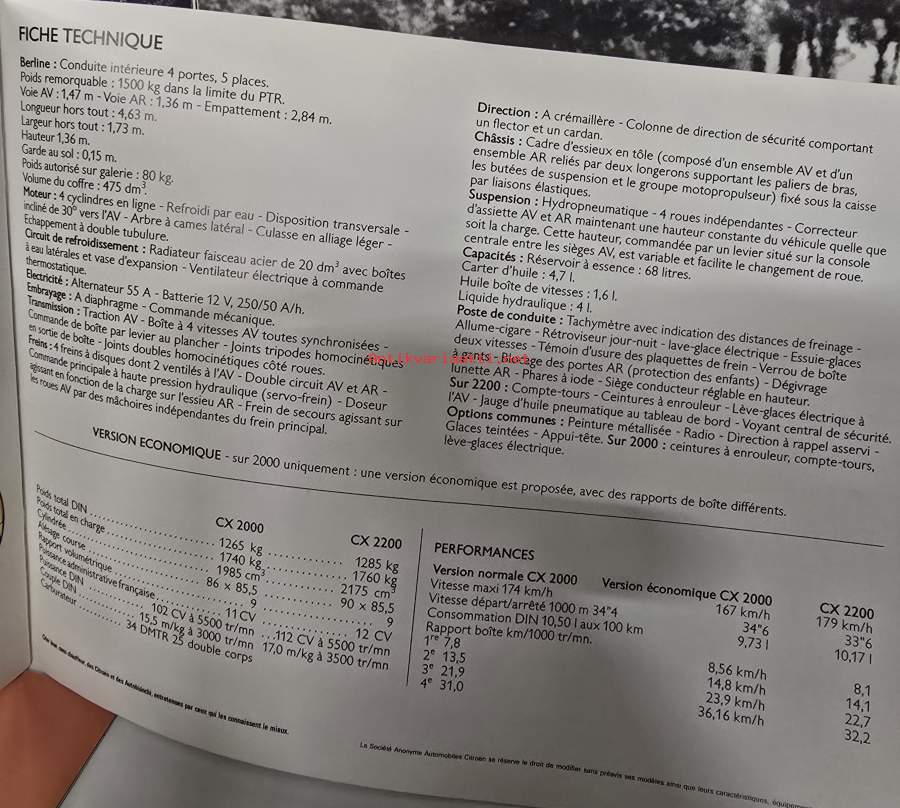 FICHE TECHNIQUE
Berline : Conduite intérieure 4 portes, 5 places.
Poids remorquable : 1500 kg dans la limite du PTR.
Voie AV : 1,47 m - Voie AR : 1,36 m - Empattement : 2,84 m.
Longueur hors tout : 4,63 m.
Largeur hors tout : 1,73 m.
Hauteur 1,36 m.
Garde au sol : 0,15 m.
Poids autorisé sur galerie : 80 kg.
Volume du coffre : 475 dm³.
Moteur : 4 cyclindres en ligne - Refroidi par eau - Disposition transversale -
incliné de 30° vers l'AV - Arbre à cames latéral - Culasse en alliage léger -
Echappement à double tubulure.
Circuit de refroidissement : Radiateur faisceau acier de 20 dm³ avec boîtes
à eau latérales et vase d'expansion - Ventilateur électrique à commande
thermostatique.
Electricité : Alternateur 55 A - Batterie 12 V, 250/50 A/h.
Embrayage : A diaphragme - Commande mécanique.
Transmission : Traction AV - Boîte à 4 vitesses AV toutes synchronisées -
Commande de boîte par levier au plancher - Joints tripodes homocinétiques
en sortie de boîte - Joints doubles homocinétiques côté roues.
Freins : 4 freins à disques dont 2 ventilés à l'AV - Double circuit AV et AR -
Commande principale à haute pression hydraulique (servo-frein) - Doseur
agissant en fonction de la charge sur l'essieu AR - Frein de secours agissant sur
les roues AV par des mâchoires indépendantes du frein principal.
Direction : A crémaillère - Colonne de direction de sécurité comportant
un flector et un cardan.
Châssis : Cadre d'essieux en tôle (composé d'un ensemble AV et d'un
ensemble AR reliés par deux longerons supportant les paliers de bras,
les butées de suspension et le groupe motopropulseur) fixé sous la caisse
par liaisons élastiques.
Suspension : Hydropneumatique - 4 roues indépendantes - Correcteur
d'assiette AV et AR maintenant une hauteur constante du véhicule quelle que
soit la charge. Cette hauteur, commandée par un levier situé sur la console
centrale entre les sièges AV, est variable et facilite le changement de roue.
Capacités : Réservoir à essence : 68 litres.
Carter d'huile : 4,7 l.
Huile boîte de vitesses : 1,6 l.
Liquide hydraulique : 4 l.
Poste de conduite : Tachymètre avec indication des distances de freinage -
Allume-cigare - Rétroviseur jour-nuit - lave-glace électrique - Essuie-glaces
deux vitesses - Témoin d'usure des plaquettes de frein - Verrou de boîte
à gants - Blocage des portes AR (protection des enfants) - Dégivrage
lunette AR - Phares à iode - Siège conducteur réglable en hauteur.
Sur 2200 : Compte-tours - Ceintures à enrouleur - Lève-glaces électrique à
l'AV - Jauge d'huile pneumatique au tableau de bord - Voyant central de sécurité.
Options communes : Peinture métallisée - Radio - Direction à rappel asservi -
Glaces teintées - Appui-tête. Sur 2000 : ceintures à enrouleur, compte-tours,
lève-glaces électrique.
Antikvariaatti.net
VERSION ECONOMIQUE - sur 2000 uniquement : une version économique est proposée, avec des rapports de boîte différents.
CX 2000 CX 2200
Poids total DIN 1265 kg 1285 kg
Poids total en charge 1740 kg 1760 kg
Cylindrée 1985 cm³ 2175 cm³
Alésage course 86 x 85,5 90 x 85,5
Rapport volumétrique 9 9
Puissance administrative française 11 CV 12 CV
Puissance DIN 102 CV à 5500 tr/mn 112 CV à 5500 tr/mn
Couple DIN 15,5 m/kg à 3000 tr/mn 17,0 m/kg à 3500 tr/mn
Carburateur 34 DMTR 25 double corps
PERFORMANCES
Version normale CX 2000 Version économique CX 2000 CX 2200
Vitesse maxi 174 km/h 167 km/h 179 km/h
Vitesse départ/arrêté 1000 m 34"4 34"6 33"6
Consommation DIN 10,50 l aux 100 km 9,73 l 10,17 l
Rapport boîte km/1000 tr/mn.
1re 7,8 8,56 km/h 8,1
2e 13,5 14,8 km/h 14,1
3e 21,9 23,9 km/h 22,7
4e 31,0 36,16 km/h 32,2
des Citroën et des Autobianchi, entretenues par ceux qui les connaissent le mieux.
La Société Anonyme Automobiles Citroën se réserve le droit de modifier sans préavis ses modèles ainsi que leurs caractéristiques,